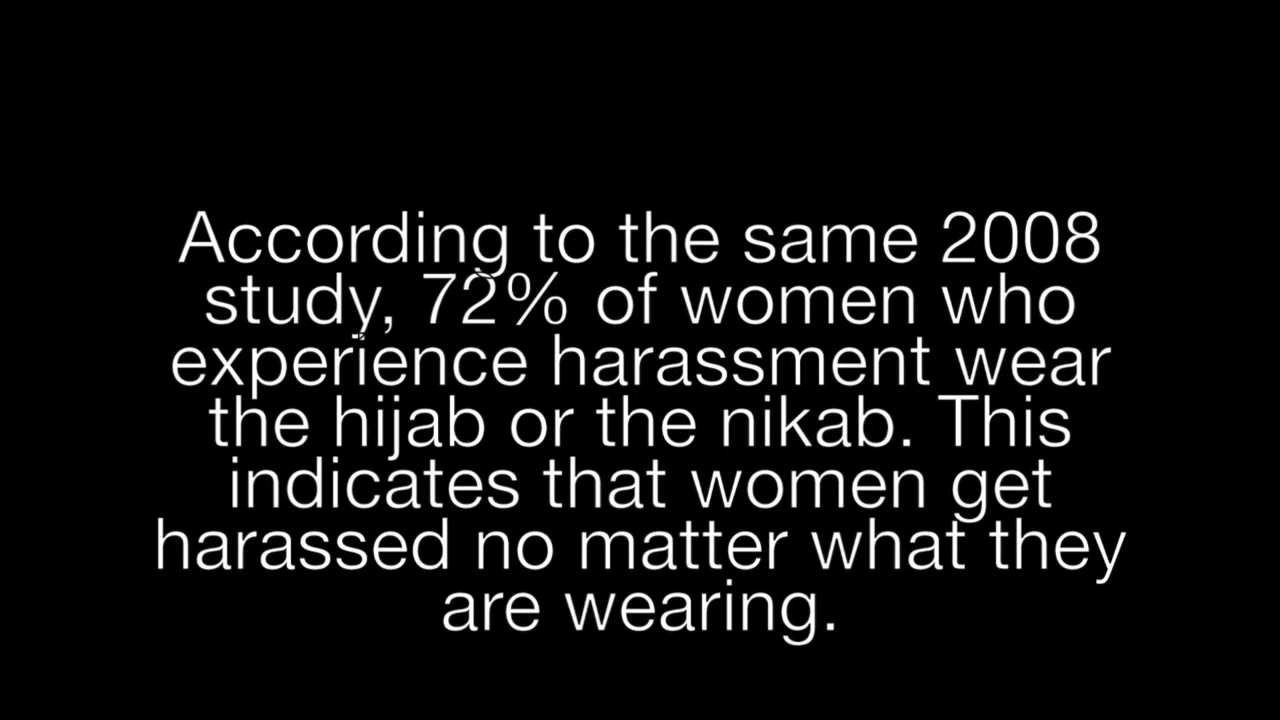 According to the same 2008
study, 72% of women who
experience harassment wear
the hijab or the nikab. This
indicates that women get
harassed no matter what they
are wearing.